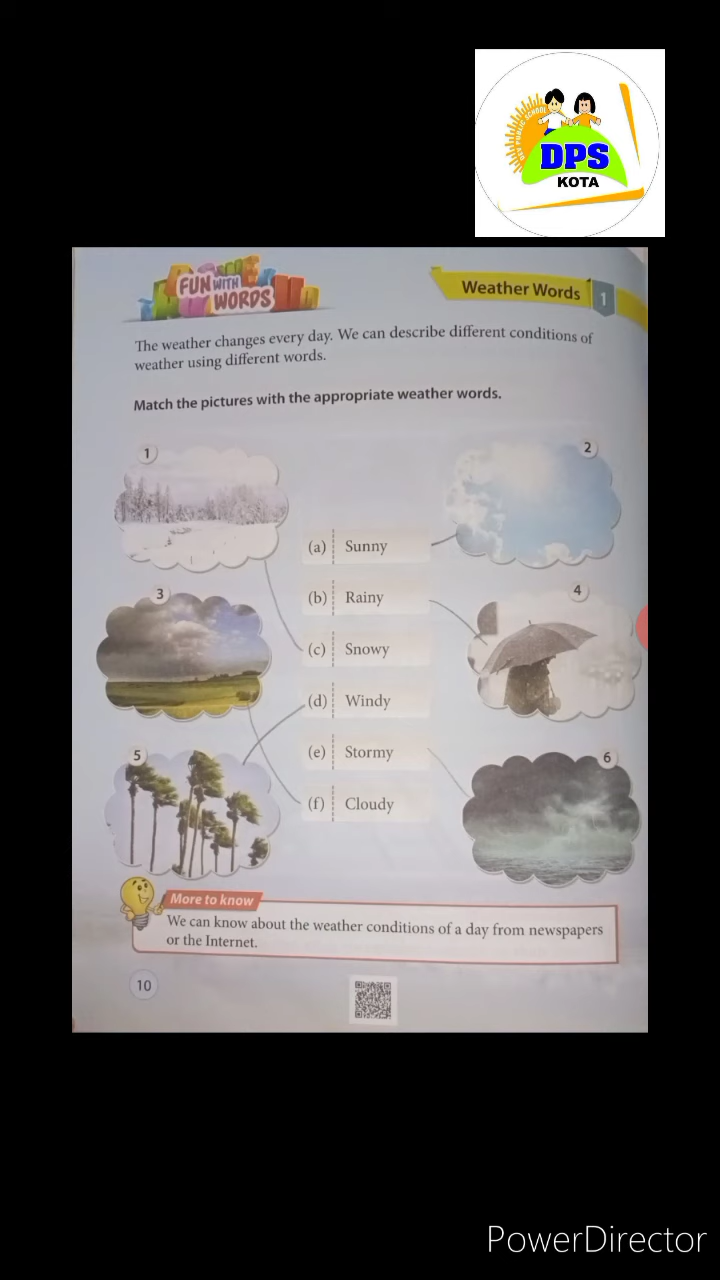 DPS
KOTA
FUN WITH
WORDS
Weather Words 1
The weather changes every day. We can describe different conditions of
weather using different words.
Match the pictures with the appropriate weather words.
1
2
(a) Sunny
3
(b) Rainy
4
(c) Snowy
(d) Windy
5
(e) Stormy
6
(f) Cloudy
More to know
We can know about the weather conditions of a day from newspapers
or the Internet.
10
PowerDirector